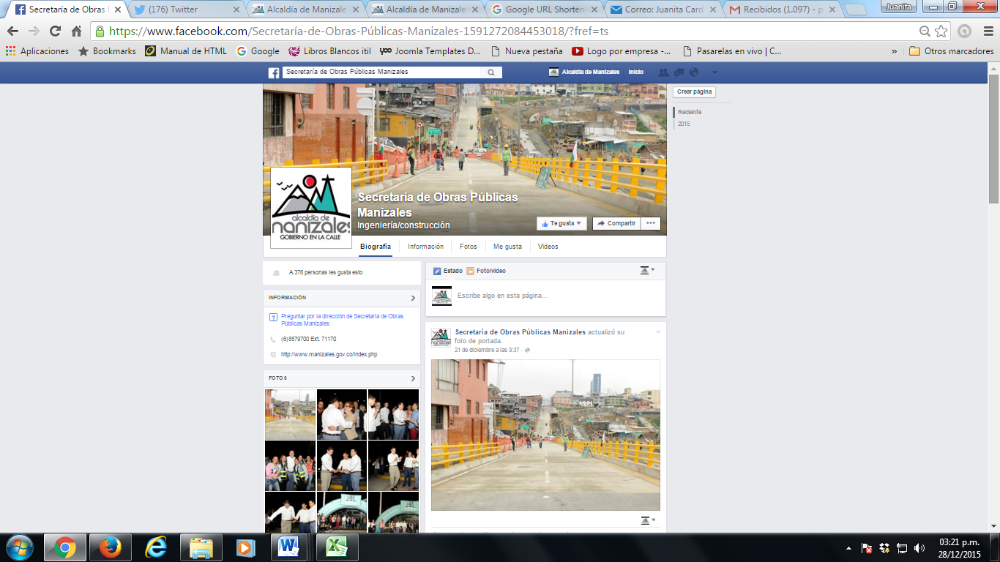 Secretaría de Obras
(176) Twitter
Alcaldía de Manizale
Alcaldía de Manizale
Google URL Shorten
Correo: Juanita Card
Recibidos (1.097) - p
Juanita
https://www.facebook.com/Secretaría-de-Obras-Públicas-Manizales-1591272084453018/?fref=ts
Aplicaciones
Bookmarks
Manual de HTML
Google
Libros Blancos itil
Joomla Templates D...
Nueva pestaña
Logo por empresa -...
Pasarelas en vivo | C...
»
Otros marcadores
Secretaría de Obras Públicas Manizales
Alcaldía de Manizales
Inicio
Crear página
Reciente
2015
alcaldía de
manizales
GOBIERNO EN LA CALLE
Secretaría de Obras Públicas
Manizales
Ingeniería/construcción
Te gusta
Compartir
Biografía
Información
Fotos
Me gusta
Videos
A 376 personas les gusta esto
INFORMACIÓN
Preguntar por la dirección de Secretaría de Obras
Públicas Manizales
(6)8879700 Ext. 71170
http://www.manizales.gov.co/index.php
FOTOS
Estado
Foto/video
Escribe algo en esta página...
Secretaría de Obras Públicas Manizales actualizó su
foto de portada.
21 de diciembre a las 9:37 ·
03:21 p.m.
28/12/2015